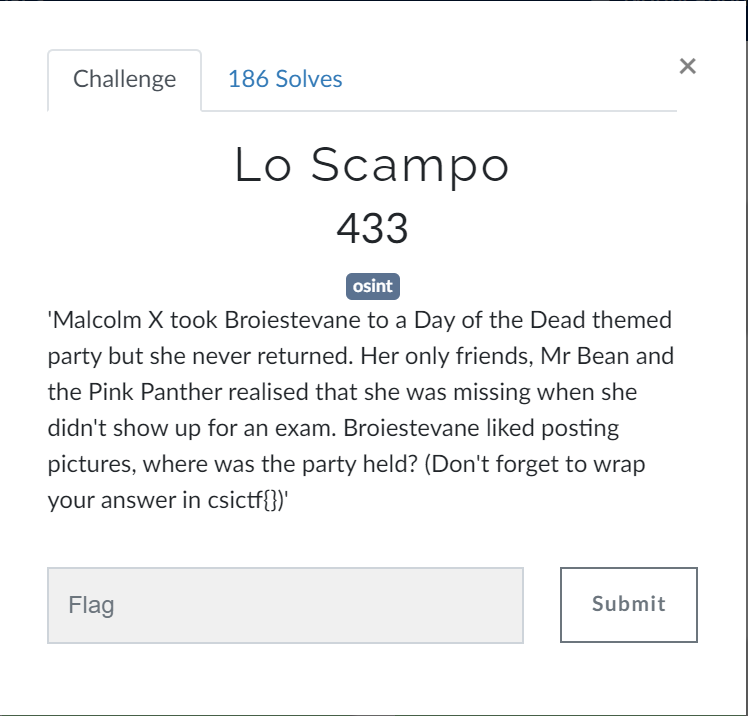 Challenge
186 Solves
×
Lo Scampo
433
osint
'Malcolm X took Broiestevane to a Day of the Dead themed
party but she never returned. Her only friends, Mr Bean and
the Pink Panther realised that she was missing when she
didn't show up for an exam. Broiestevane liked posting
pictures, where was the party held? (Don't forget to wrap
your answer in csictf{})'
Flag
Submit